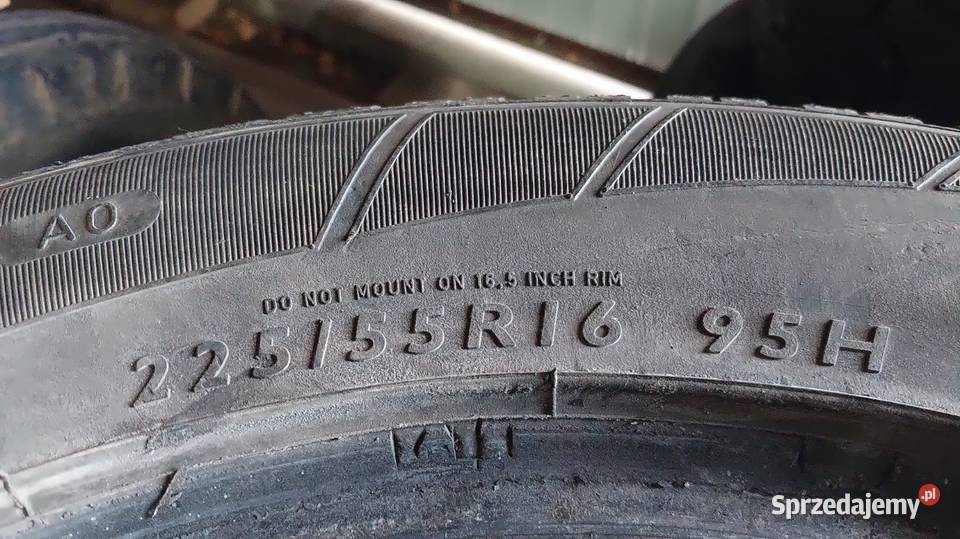 AO
DO NOT MOUNT ON 16,5 INCH RIM
225/55R16 95H
Sprzedajemy.pl